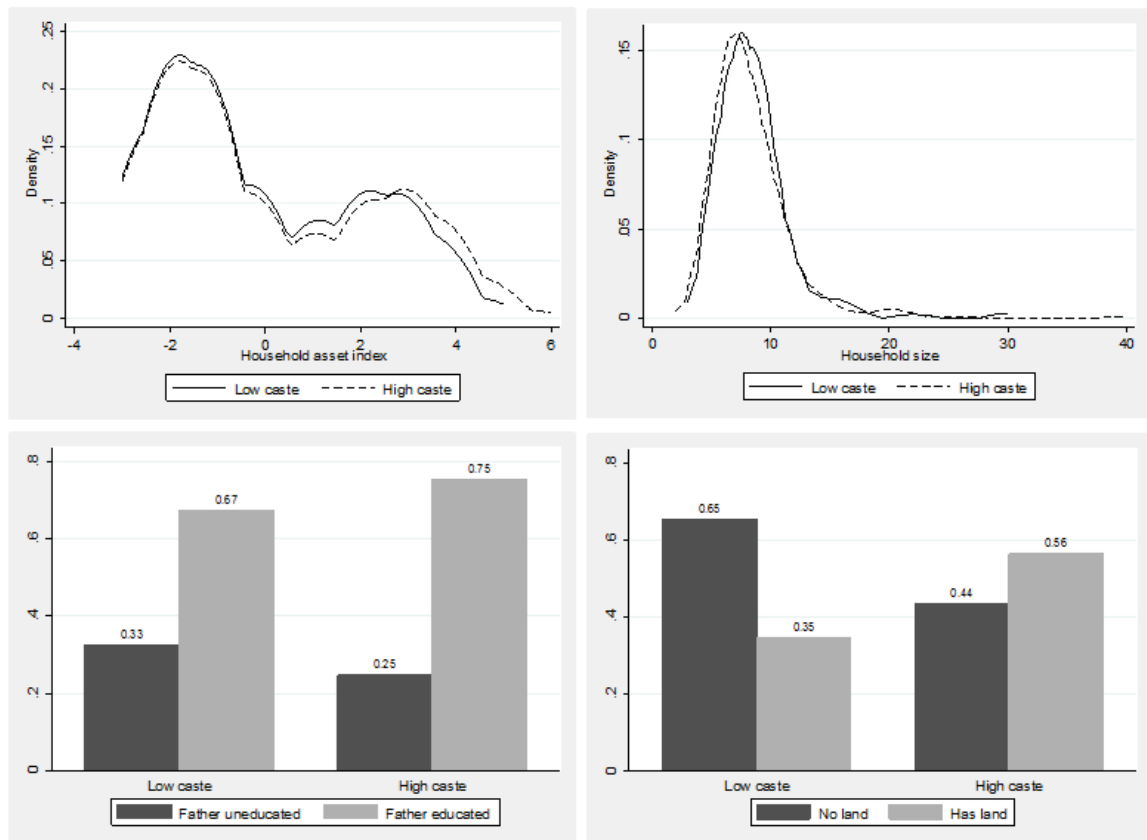 Density
.25
.2
.15
.1
.05
0
-4 -2 0 2 4 6
Household asset index
Low caste High caste
Density
.15
.1
.05
0
0 10 20 30 40
Household size
Low caste High caste
.8
.6
.4
.2
0
0.33 0.67 0.25 0.75
Low caste High caste
Father uneducated Father educated
.8
.6
.4
.2
0
0.65 0.35 0.44 0.56
Low caste High caste
No land Has land